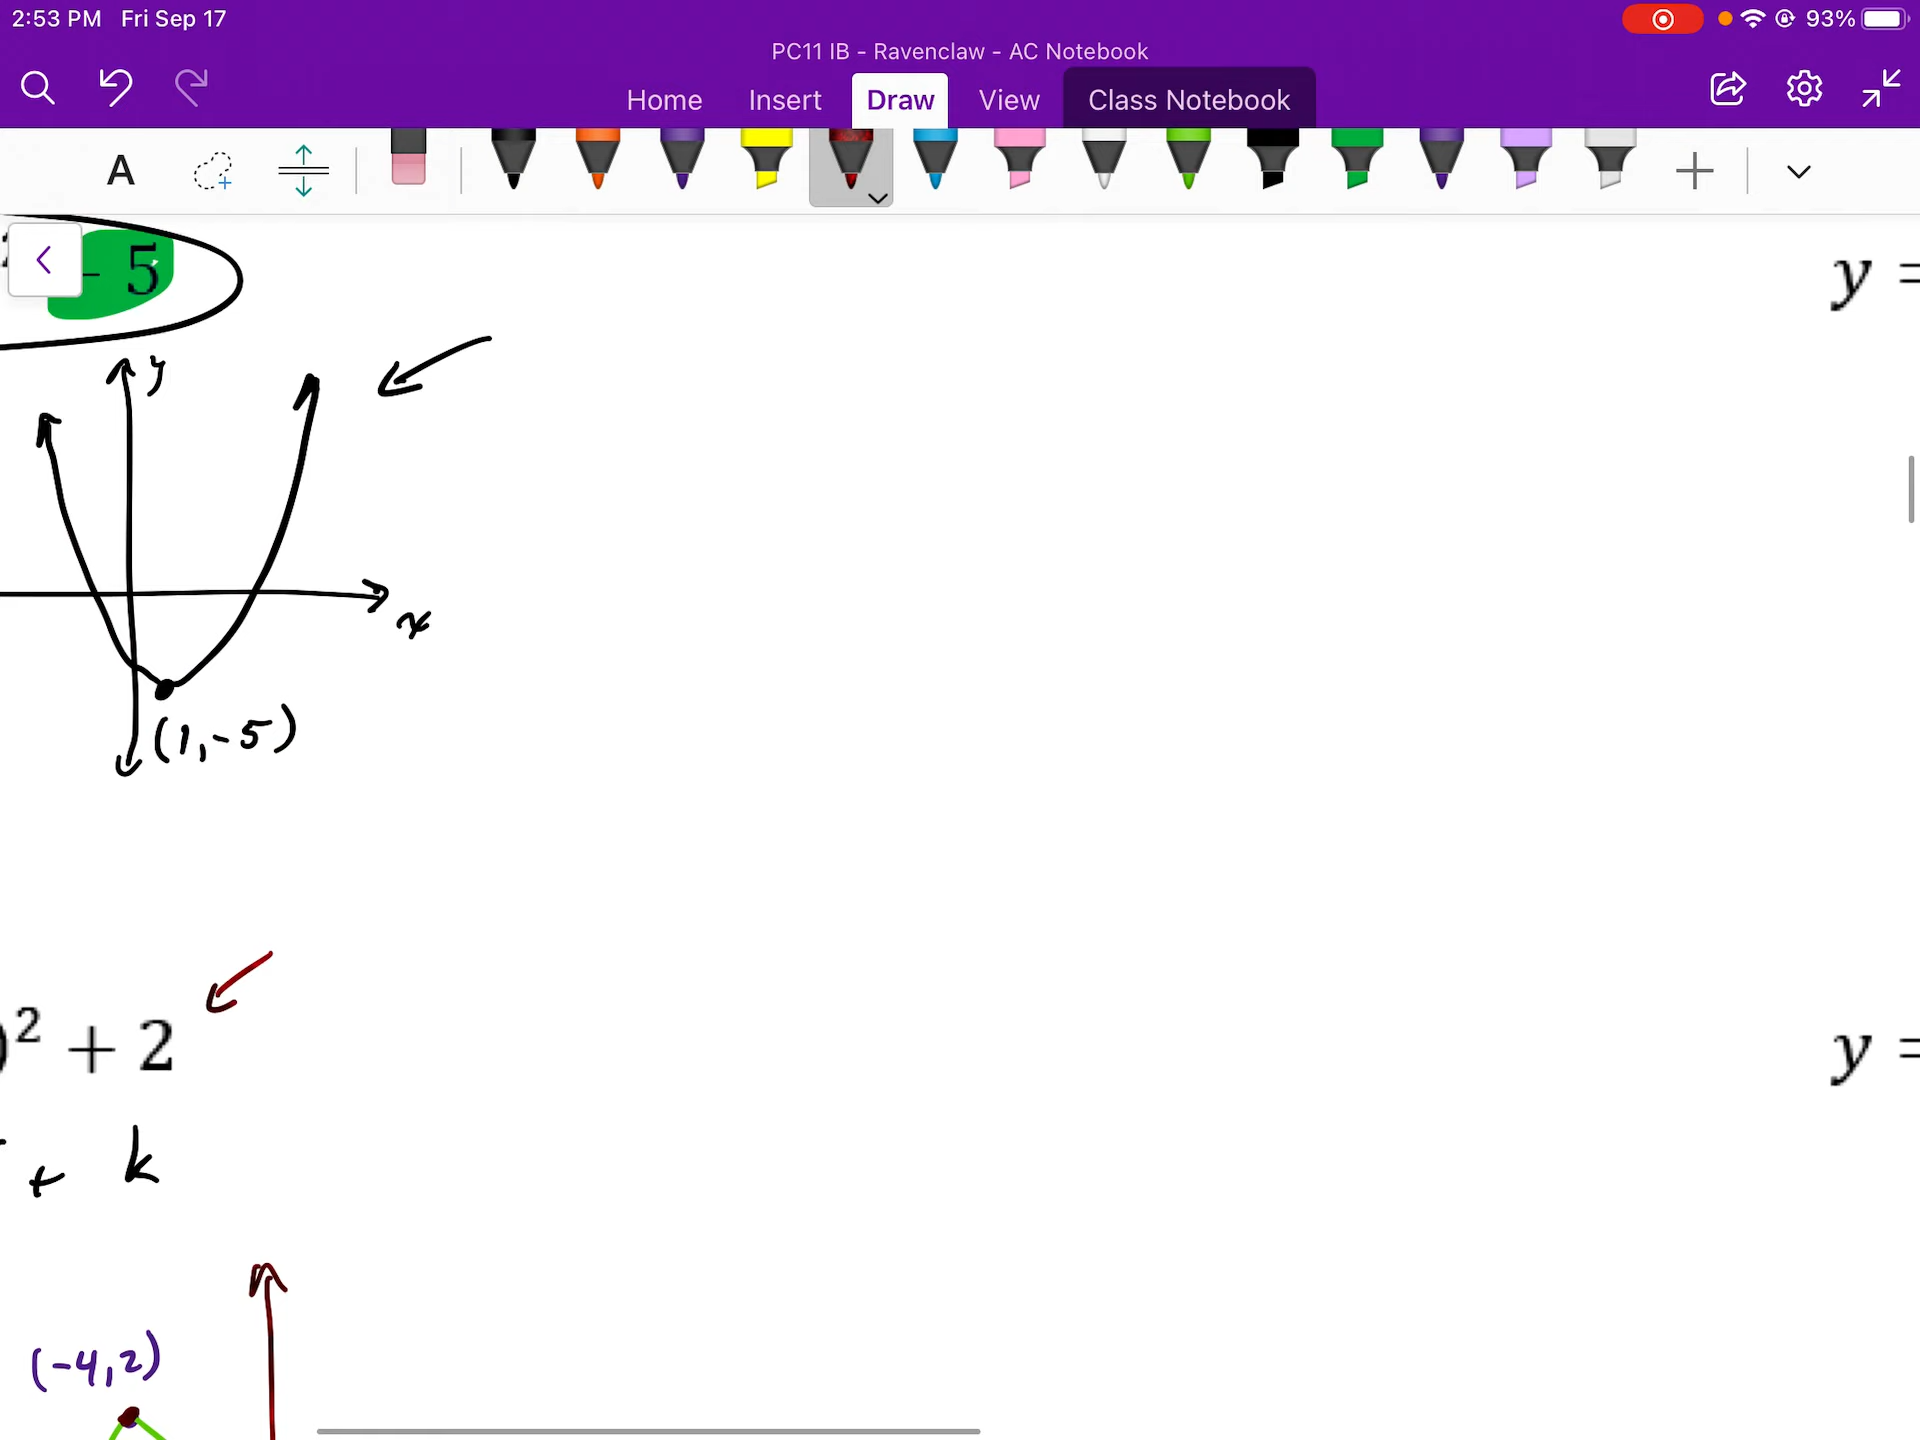 2:53 PM Fri Sep 17
93%
PC11 IB - Ravenclaw - AC Notebook
Home Insert Draw View Class Notebook
A
- 5
y =
y
x
(1,-5)
)² + 2
y =
+ k
(-4,2)